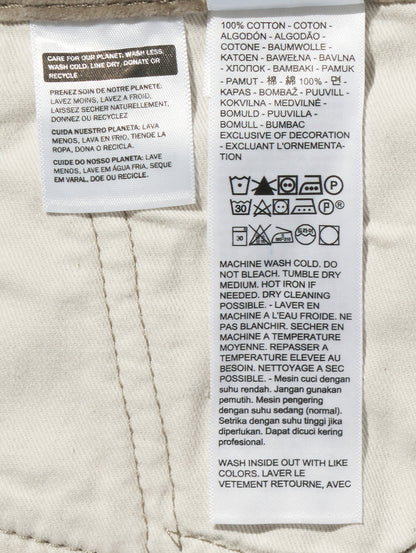 CARE FOR OUR PLANET: WASH LESS,
WASH COLD, LINE DRY, DONATE OR
RECYCLE
PRENEZ SOIN DE NOTRE PLANETE:
LAVEZ MOINS, LAVEZ A FROID,
LAISSEZ SECHER NATURELLEMENT,
DONNEZ OU RECYCLEZ
CUIDA NUESTRO PLANETA: LAVA
MENOS, LAVA EN FRIO, TIENDE LA
ROPA, DONA O RECICLA.
CUIDE DO NOSSO PLANETA: LAVE
MENOS, LAVE EM ÁGUA FRIA, SEQUE
EM VARAL, DOE OU RECICLE.
100% COTTON - COTON -
ALGODÓN - ALGODÃO -
COTONE - BAUMWOLLE -
KATOEN - BAWEŁNA - BAVLNA
- ХЛОПОК - BAMBAKI - PAMUK
- PAMUT - 棉 - 綿 100% - 면 -
KAPAS - BOMBAŽ - PUUVILL -
KOKVILNA - MEDVILNĖ -
BOMULD - PUUVILLA -
BOMULL - BUMBAC
EXCLUSIVE OF DECORATION
- EXCLUANT L'ORNEMENTA-
TION
P
30 P®
30
MACHINE WASH COLD. DO
NOT BLEACH. TUMBLE DRY
MEDIUM. HOT IRON IF
NEEDED. DRY CLEANING
POSSIBLE. - LAVER EN
MACHINE A L'EAU FROIDE. NE
PAS BLANCHIR. SECHER EN
MACHINE A TEMPERATURE
MOYENNE. REPASSER A
TEMPERATURE ELEVEE AU
BESOIN. NETTOYAGE A SEC
POSSIBLE. - Mesin cuci dengan
suhu rendah. Jangan gunakan
pemutih. Mesin pengering
dengan suhu sedang (normal).
Setrika dengan suhu tinggi jika
diperlukan. Dapat dicuci kering
profesional.
WASH INSIDE OUT WITH LIKE
COLORS. LAVER LE
VETEMENT RETOURNE, AVEC